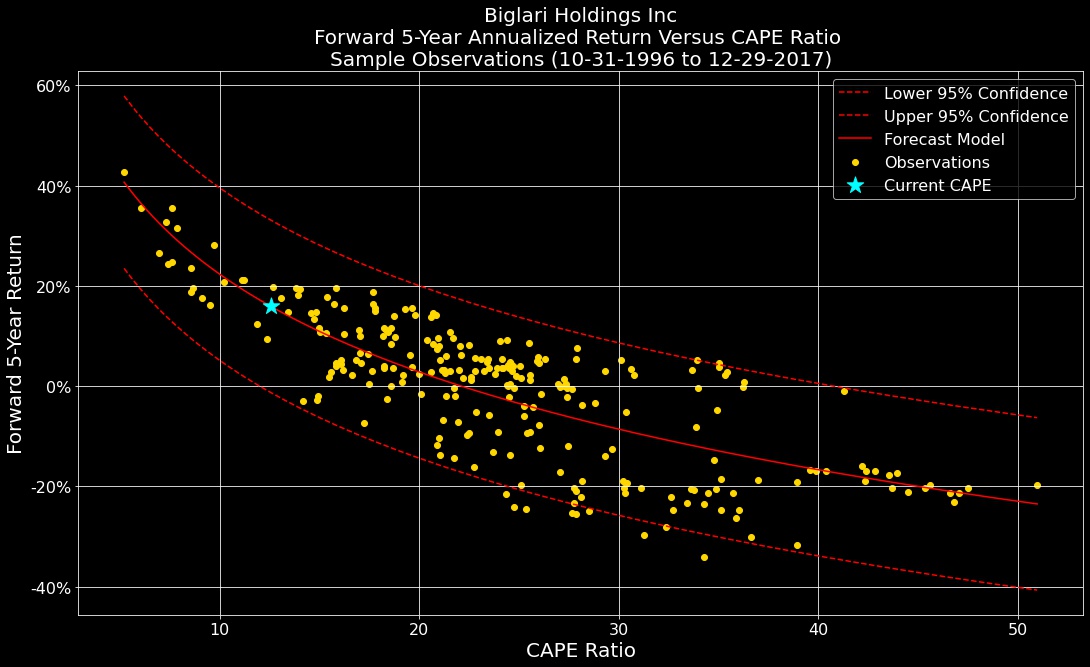 Biglari Holdings Inc
Forward 5-Year Annualized Return Versus CAPE Ratio
Sample Observations (10-31-1996 to 12-29-2017)
Lower 95% Confidence
Upper 95% Confidence
Forecast Model
Observations
Current CAPE
Forward 5-Year Return
60%
40%
20%
0%
-20%
-40%
10
20
30
40
50
CAPE Ratio